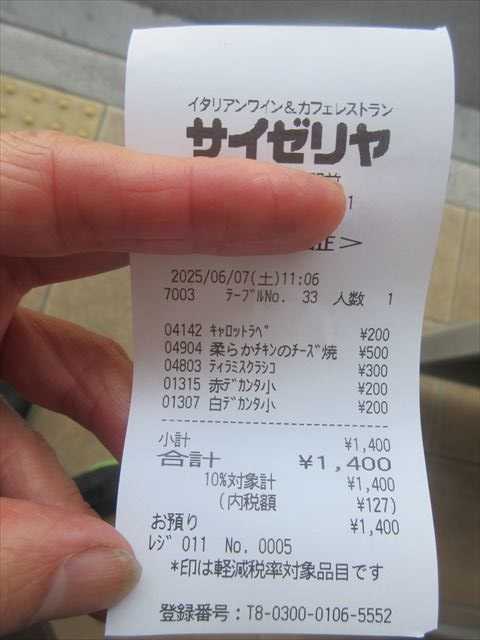 イタリアンワイン＆カフェレストラン
サイゼリヤ
1
正＞
2025/06/07(土)11:06
7003 ﾃｰﾌﾞﾙNo. 33 人数 1
04142 ｷｬﾛｯﾄﾗﾍﾟ ¥200
04904 柔らかﾁｷﾝのﾁｰｽﾞ焼 ¥500
04803 ﾃｨﾗﾐｽｸﾗｼｺ ¥300
01315 赤ﾃﾞｶﾝﾀ小 ¥200
01307 白ﾃﾞｶﾝﾀ小 ¥200
小計 ¥1,400
合計 ¥1,400
10%対象計 ¥1,400
(内税額 ¥127)
お預り ¥1,400
ﾚｼﾞ 011 No. 0005
*印は軽減税率対象品目です
登録番号：T8-0300-0106-5552